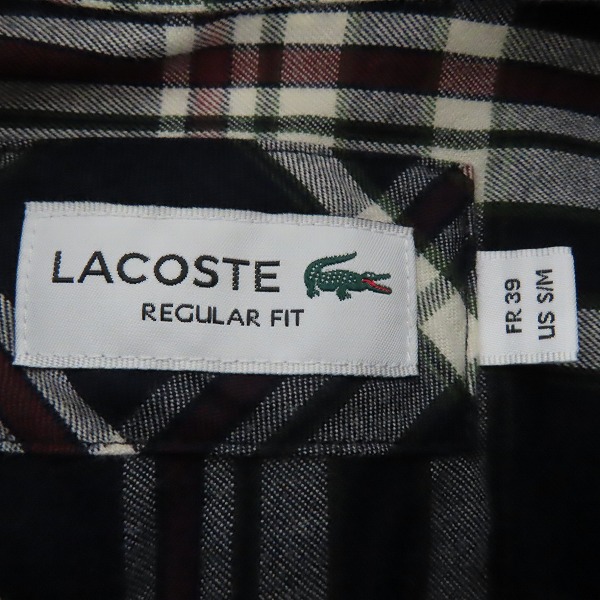 LACOSTE
REGULAR FIT
FR 39
US S/M